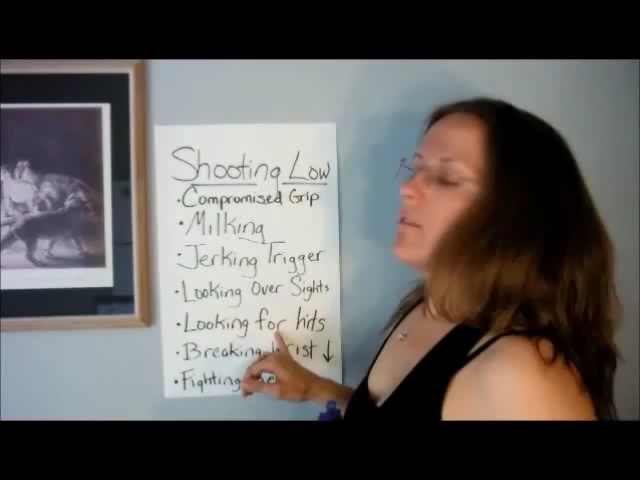 Shooting Low
• Compromised Grip
• Milking
• Jerking Trigger
• Looking Over Sights
• Looking for hits
• Breaking ↓
• Fighting